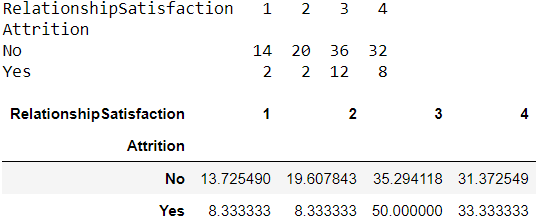 RelationshipSatisfaction 1 2 3 4
Attrition
No 14 20 36 32
Yes 2 2 12 8
RelationshipSatisfaction 1 2 3 4
Attrition
No 13.725490 19.607843 35.294118 31.372549
Yes 8.333333 8.333333 50.000000 33.333333